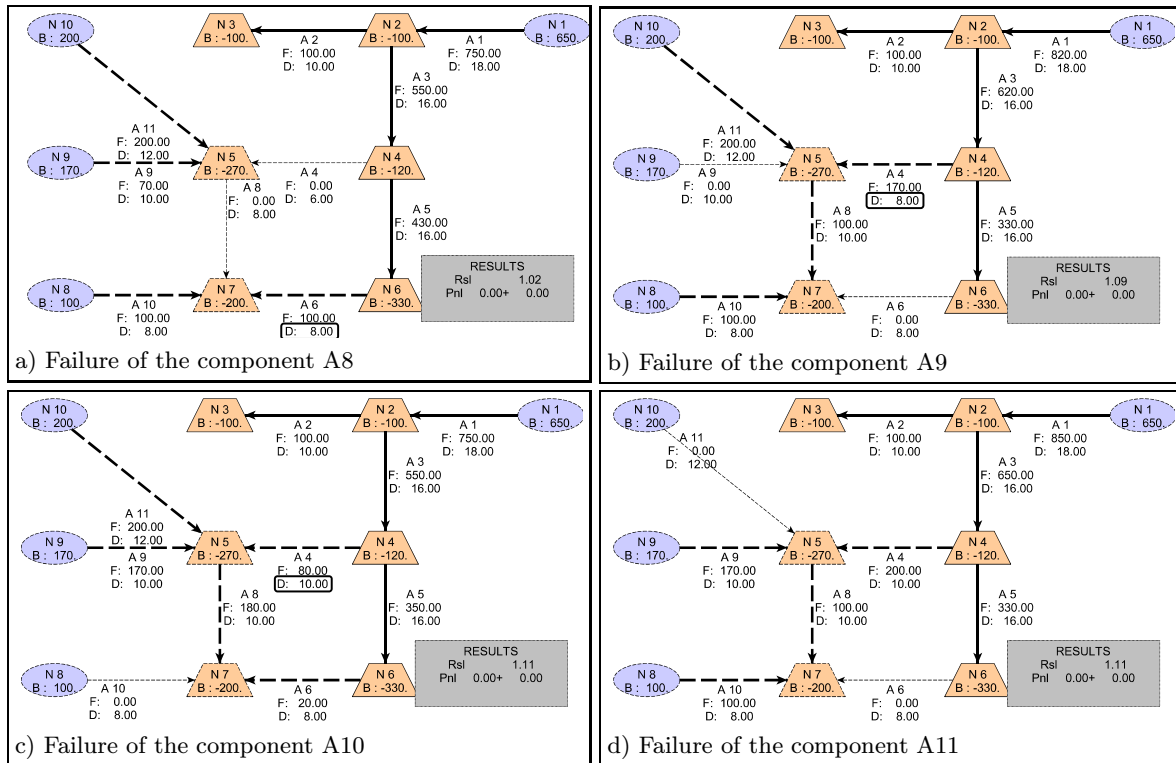 N 10
B : 200.
N 3
B : -100.
N 2
B : -100.
N 1
B : 650.
A 2
F: 100.00
D: 10.00
A 1
F: 750.00
D: 18.00
A 3
F: 550.00
D: 16.00
A 11
F: 200.00
D: 12.00
N 9
B : 170.
A 9
F: 70.00
D: 10.00
N 5
B : -270.
A 8
F: 0.00
D: 8.00
A 4
F: 0.00
D: 6.00
N 4
B : -120.
A 5
F: 430.00
D: 16.00
N 8
B : 100.
A 10
F: 100.00
D: 8.00
N 7
B : -200.
A 6
F: 100.00
D: 8.00
N 6
B : -330.
RESULTS
Rsl 1.02
Pnl 0.00+ 0.00
a) Failure of the component A8
N 10
B : 200.
N 3
B : -100.
N 2
B : -100.
N 1
B : 650.
A 2
F: 100.00
D: 10.00
A 1
F: 820.00
D: 18.00
A 3
F: 620.00
D: 16.00
A 11
F: 200.00
D: 12.00
N 9
B : 170.
A 9
F: 0.00
D: 10.00
N 5
B : -270.
A 4
F: 170.00
D: 8.00
N 4
B : -120.
A 8
F: 100.00
D: 10.00
A 5
F: 330.00
D: 16.00
N 8
B : 100.
A 10
F: 100.00
D: 8.00
N 7
B : -200.
A 6
F: 0.00
D: 8.00
N 6
B : -330.
RESULTS
Rsl 1.09
Pnl 0.00+ 0.00
b) Failure of the component A9
N 10
B : 200.
N 3
B : -100.
N 2
B : -100.
N 1
B : 650.
A 2
F: 100.00
D: 10.00
A 1
F: 750.00
D: 18.00
A 3
F: 550.00
D: 16.00
A 11
F: 200.00
D: 12.00
N 9
B : 170.
A 9
F: 170.00
D: 10.00
N 5
B : -270.
A 4
F: 80.00
D: 10.00
N 4
B : -120.
A 8
F: 180.00
D: 10.00
A 5
F: 350.00
D: 16.00
N 8
B : 100.
A 10
F: 0.00
D: 8.00
N 7
B : -200.
A 6
F: 20.00
D: 8.00
N 6
B : -330.
RESULTS
Rsl 1.11
Pnl 0.00+ 0.00
c) Failure of the component A10
N 10
B : 200.
A 11
F: 0.00
D: 12.00
N 3
B : -100.
N 2
B : -100.
N 1
B : 650.
A 2
F: 100.00
D: 10.00
A 1
F: 850.00
D: 18.00
A 3
F: 650.00
D: 16.00
N 9
B : 170.
A 9
F: 170.00
D: 10.00
N 5
B : -270.
A 4
F: 200.00
D: 10.00
N 4
B : -120.
A 8
F: 100.00
D: 10.00
A 5
F: 330.00
D: 16.00
N 8
B : 100.
A 10
F: 100.00
D: 8.00
N 7
B : -200.
A 6
F: 0.00
D: 8.00
N 6
B : -330.
RESULTS
Rsl 1.11
Pnl 0.00+ 0.00
d) Failure of the component A11